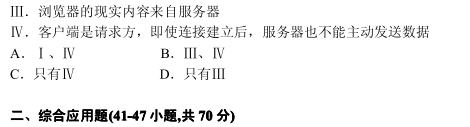 Ⅲ．浏览器的现实内容来自服务器
Ⅳ．客户端是请求方，即使连接建立后，服务器也不能主动发送数据
A．Ⅰ、Ⅳ B．Ⅲ、Ⅳ
C．只有Ⅳ D．只有Ⅲ
二、综合应用题(41-47 小题,共 70 分)